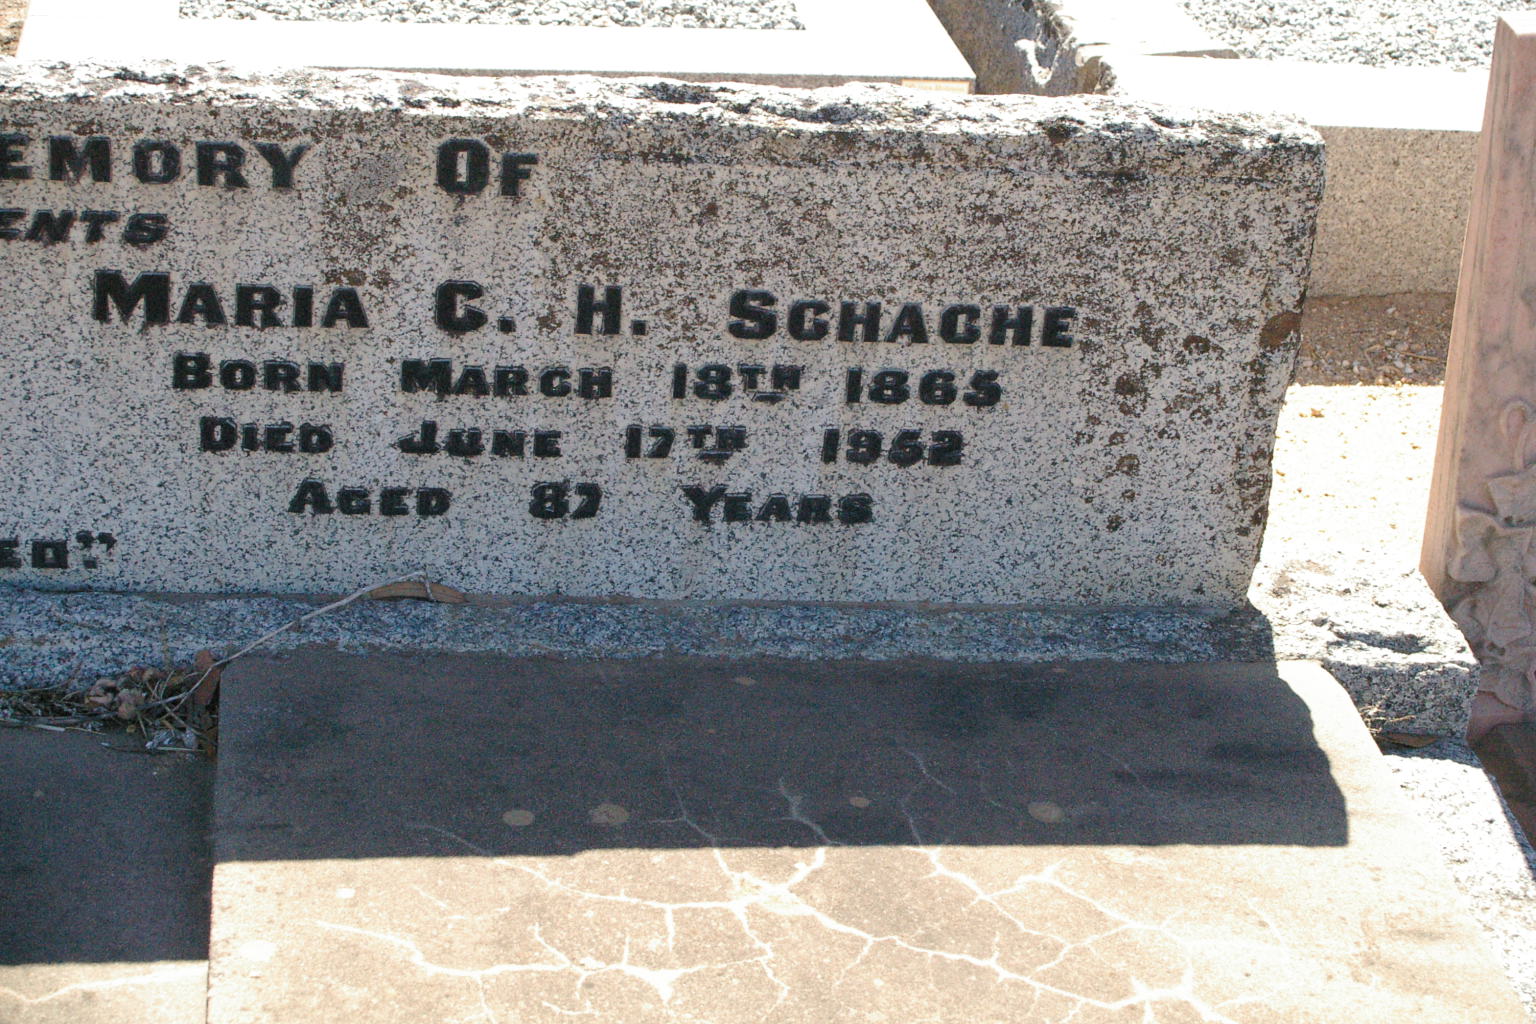 EMORY OF
ENTS
MARIA C. H. SCHACHE
BORN MARCH 18TH 1865
DIED JUNE 17TH 1952
AGED 87 YEARS
ED"